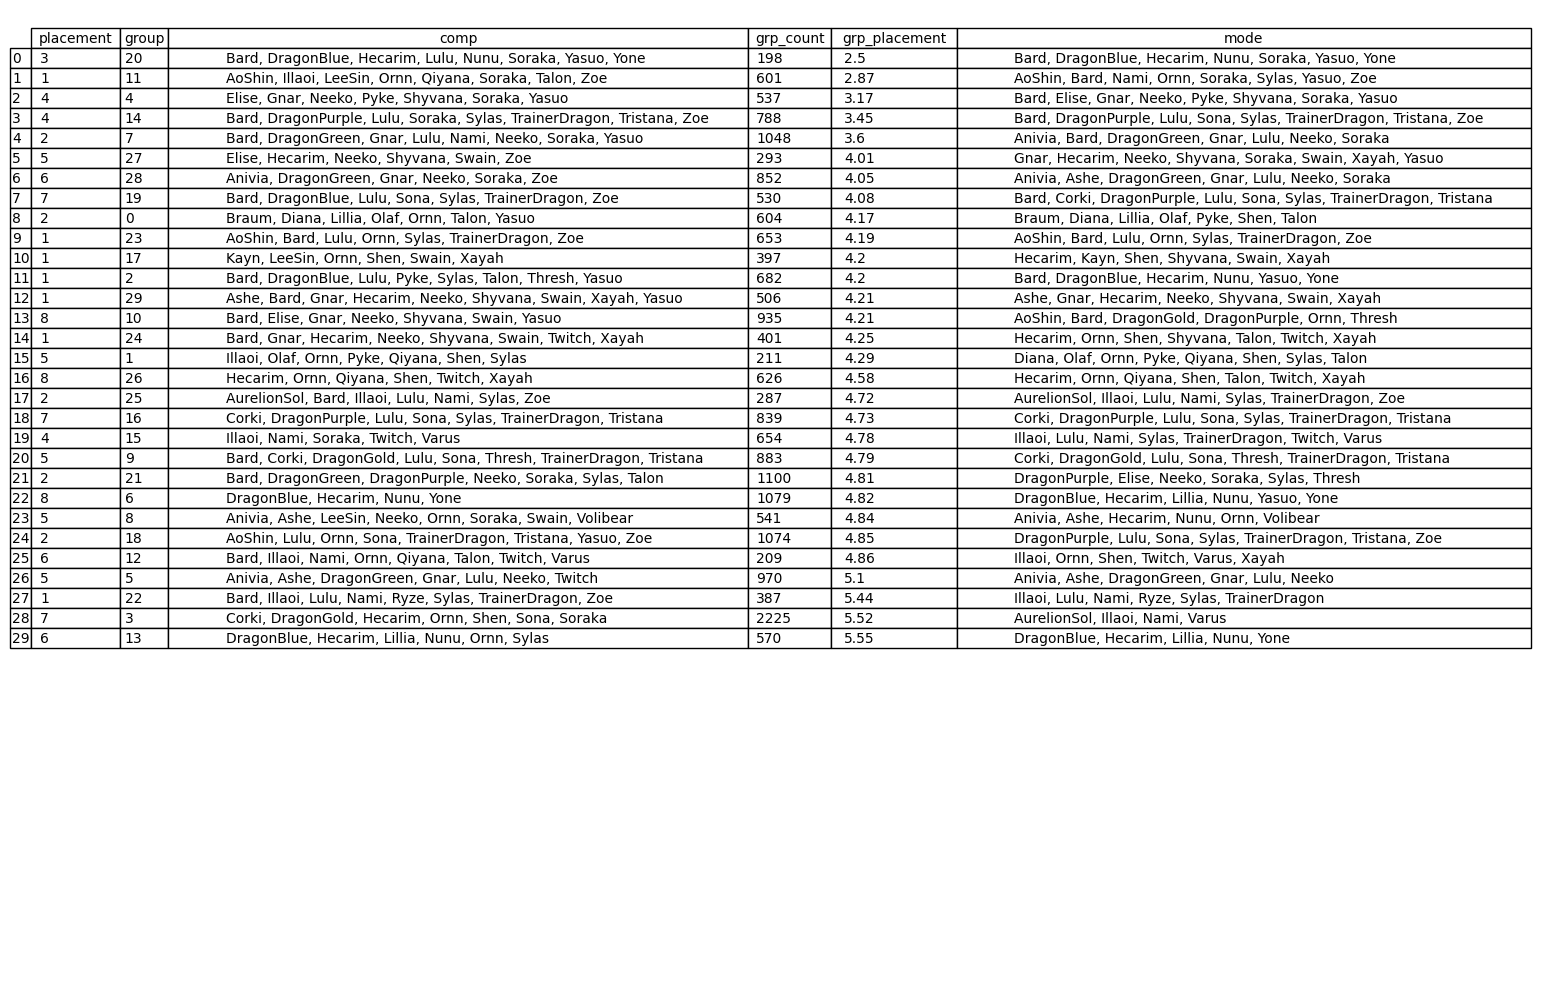 placement group comp grp_count grp_placement mode
0 3 20 Bard, DragonBlue, Hecarim, Lulu, Nunu, Soraka, Yasuo, Yone 198 2.5 Bard, DragonBlue, Hecarim, Nunu, Soraka, Yasuo, Yone
1 1 11 AoShin, Illaoi, LeeSin, Ornn, Qiyana, Soraka, Talon, Zoe 601 2.87 AoShin, Bard, Nami, Ornn, Soraka, Sylas, Yasuo, Zoe
2 4 4 Elise, Gnar, Neeko, Pyke, Shyvana, Soraka, Yasuo 537 3.17 Bard, Elise, Gnar, Neeko, Pyke, Shyvana, Soraka, Yasuo
3 4 14 Bard, DragonPurple, Lulu, Soraka, Sylas, TrainerDragon, Tristana, Zoe 788 3.45 Bard, DragonPurple, Lulu, Sona, Sylas, TrainerDragon, Tristana, Zoe
4 2 7 Bard, DragonGreen, Gnar, Lulu, Nami, Neeko, Soraka, Yasuo 1048 3.6 Anivia, Bard, DragonGreen, Gnar, Lulu, Neeko, Soraka
5 5 27 Elise, Hecarim, Neeko, Shyvana, Swain, Zoe 293 4.01 Gnar, Hecarim, Neeko, Shyvana, Soraka, Swain, Xayah, Yasuo
6 6 28 Anivia, DragonGreen, Gnar, Neeko, Soraka, Zoe 852 4.05 Anivia, Ashe, DragonGreen, Gnar, Lulu, Neeko, Soraka
7 7 19 Bard, DragonBlue, Lulu, Sona, Sylas, TrainerDragon, Zoe 530 4.08 Bard, Corki, DragonPurple, Lulu, Sona, Sylas, TrainerDragon, Tristana
8 2 0 Braum, Diana, Lillia, Olaf, Ornn, Talon, Yasuo 604 4.17 Braum, Diana, Lillia, Olaf, Pyke, Shen, Talon
9 1 23 AoShin, Bard, Lulu, Ornn, Sylas, TrainerDragon, Zoe 653 4.19 AoShin, Bard, Lulu, Ornn, Sylas, TrainerDragon, Zoe
10 1 17 Kayn, LeeSin, Ornn, Shen, Swain, Xayah 397 4.2 Hecarim, Kayn, Shen, Shyvana, Swain, Xayah
11 1 2 Bard, DragonBlue, Lulu, Pyke, Sylas, Talon, Thresh, Yasuo 682 4.2 Bard, DragonBlue, Hecarim, Nunu, Yasuo, Yone
12 1 29 Ashe, Bard, Gnar, Hecarim, Neeko, Shyvana, Swain, Xayah, Yasuo 506 4.21 Ashe, Gnar, Hecarim, Neeko, Shyvana, Swain, Xayah
13 8 10 Bard, Elise, Gnar, Neeko, Shyvana, Swain, Yasuo 935 4.21 AoShin, Bard, DragonGold, DragonPurple, Ornn, Thresh
14 1 24 Bard, Gnar, Hecarim, Neeko, Shyvana, Swain, Twitch, Xayah 401 4.25 Hecarim, Ornn, Shen, Shyvana, Talon, Twitch, Xayah
15 5 1 Illaoi, Olaf, Ornn, Pyke, Qiyana, Shen, Sylas 211 4.29 Diana, Olaf, Ornn, Pyke, Qiyana, Shen, Sylas, Talon
16 8 26 Hecarim, Ornn, Qiyana, Shen, Twitch, Xayah 626 4.58 Hecarim, Ornn, Qiyana, Shen, Talon, Twitch, Xayah
17 2 25 AurelionSol, Bard, Illaoi, Lulu, Nami, Sylas, Zoe 287 4.72 AurelionSol, Illaoi, Lulu, Nami, Sylas, TrainerDragon, Zoe
18 7 16 Corki, DragonPurple, Lulu, Sona, Sylas, TrainerDragon, Tristana 839 4.73 Corki, DragonPurple, Lulu, Sona, Sylas, TrainerDragon, Tristana
19 4 15 Illaoi, Nami, Soraka, Twitch, Varus 654 4.78 Illaoi, Lulu, Nami, Sylas, TrainerDragon, Twitch, Varus
20 5 9 Bard, Corki, DragonGold, Lulu, Sona, Thresh, TrainerDragon, Tristana 883 4.79 Corki, DragonGold, Lulu, Sona, Thresh, TrainerDragon, Tristana
21 2 21 Bard, DragonGreen, DragonPurple, Neeko, Soraka, Sylas, Talon 1100 4.81 DragonPurple, Elise, Neeko, Soraka, Sylas, Thresh
22 8 6 DragonBlue, Hecarim, Nunu, Yone 1079 4.82 DragonBlue, Hecarim, Lillia, Nunu, Yasuo, Yone
23 5 8 Anivia, Ashe, LeeSin, Neeko, Ornn, Soraka, Swain, Volibear 541 4.84 Anivia, Ashe, Hecarim, Nunu, Ornn, Volibear
24 2 18 AoShin, Lulu, Ornn, Sona, TrainerDragon, Tristana, Yasuo, Zoe 1074 4.85 DragonPurple, Lulu, Sona, Sylas, TrainerDragon, Tristana, Zoe
25 6 12 Bard, Illaoi, Nami, Ornn, Qiyana, Talon, Twitch, Varus 209 4.86 Illaoi, Ornn, Shen, Twitch, Varus, Xayah
26 5 5 Anivia, Ashe, DragonGreen, Gnar, Lulu, Neeko, Twitch 970 5.1 Anivia, Ashe, DragonGreen, Gnar, Lulu, Neeko
27 1 22 Bard, Illaoi, Lulu, Nami, Ryze, Sylas, TrainerDragon, Zoe 387 5.44 Illaoi, Lulu, Nami, Ryze, Sylas, TrainerDragon
28 7 3 Corki, DragonGold, Hecarim, Ornn, Shen, Sona, Soraka 2225 5.52 AurelionSol, Illaoi, Nami, Varus
29 6 13 DragonBlue, Hecarim, Lillia, Nunu, Ornn, Sylas 570 5.55 DragonBlue, Hecarim, Lillia, Nunu, Yone